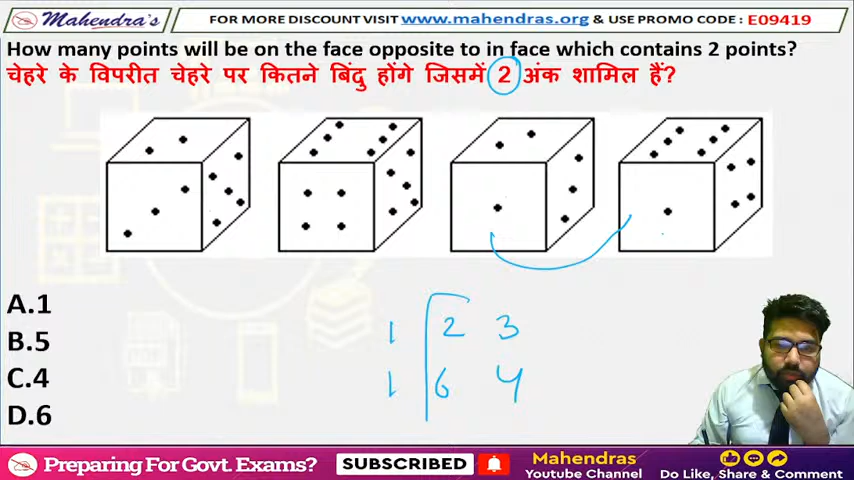 Mahendra's
FOR MORE DISCOUNT VISIT www.mahendras.org & USE PROMO CODE : E09419
How many points will be on the face opposite to in face which contains 2 points?
चेहरे के विपरीत चेहरे पर कितने बिंदु होंगे जिसमें 2 अंक शामिल हैं?
A.1
B.5
C.4
D.6
1 2 3
1 6 4
Preparing For Govt. Exams?
SUBSCRIBED
Mahendras
YouTube Channel
Do Like, Share & Comment